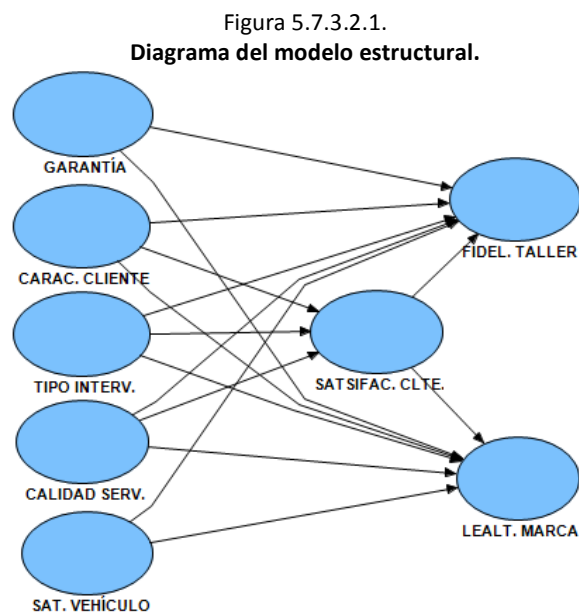 Figura 5.7.3.2.1.
Diagrama del modelo estructural.
GARANTÍA
CARAC. CLIENTE
TIPO INTERV.
CALIDAD SERV.
SAT. VEHÍCULO
SATSIFAC. CLTE.
FIDEL. TALLER
LEALT. MARCA